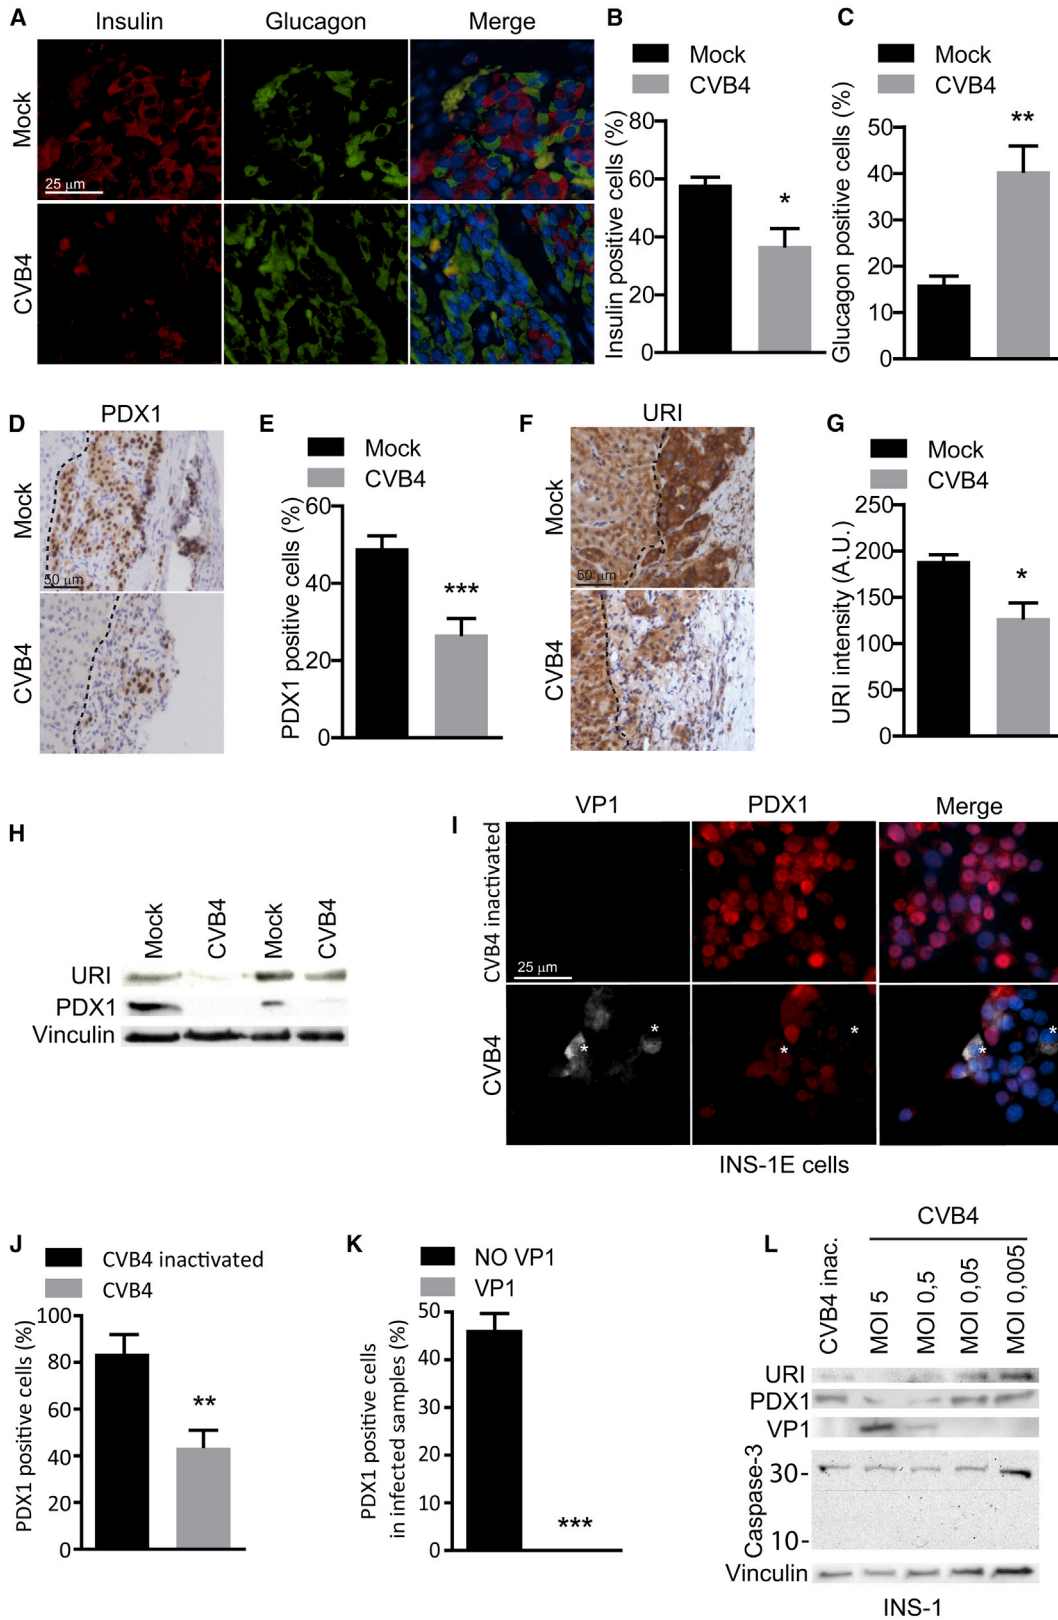 A Insulin Glucagon Merge
Mock
25 μm
CVB4
B
Mock
CVB4
Insulin positive cells (%)
80
60
40
20
0
*
C
Mock
CVB4
Glucagon positive cells (%)
50
40
30
20
10
0
**
D PDX1
Mock
50 μm
CVB4
E
Mock
CVB4
PDX1 positive cells (%)
60
40
20
0
***
F URI
Mock
50 μm
CVB4
G
Mock
CVB4
URI intensity (A.U.)
250
200
150
100
50
0
*
H
Mock CVB4 Mock CVB4
URI
PDX1
Vinculin
I VP1 PDX1 Merge
CVB4 inactivated
25 μm
CVB4
* * * * * *
INS-1E cells
J
CVB4 inactivated
CVB4
PDX1 positive cells (%)
100
80
60
40
20
0
**
K
NO VP1
VP1
PDX1 positive cells
in infected samples (%)
50
40
30
20
10
0
***
L CVB4
CVB4 inac. MOI 5 MOI 0,5 MOI 0,05 MOI 0,005
URI
PDX1
VP1
Caspase-3
30-
10-
Vinculin
INS-1